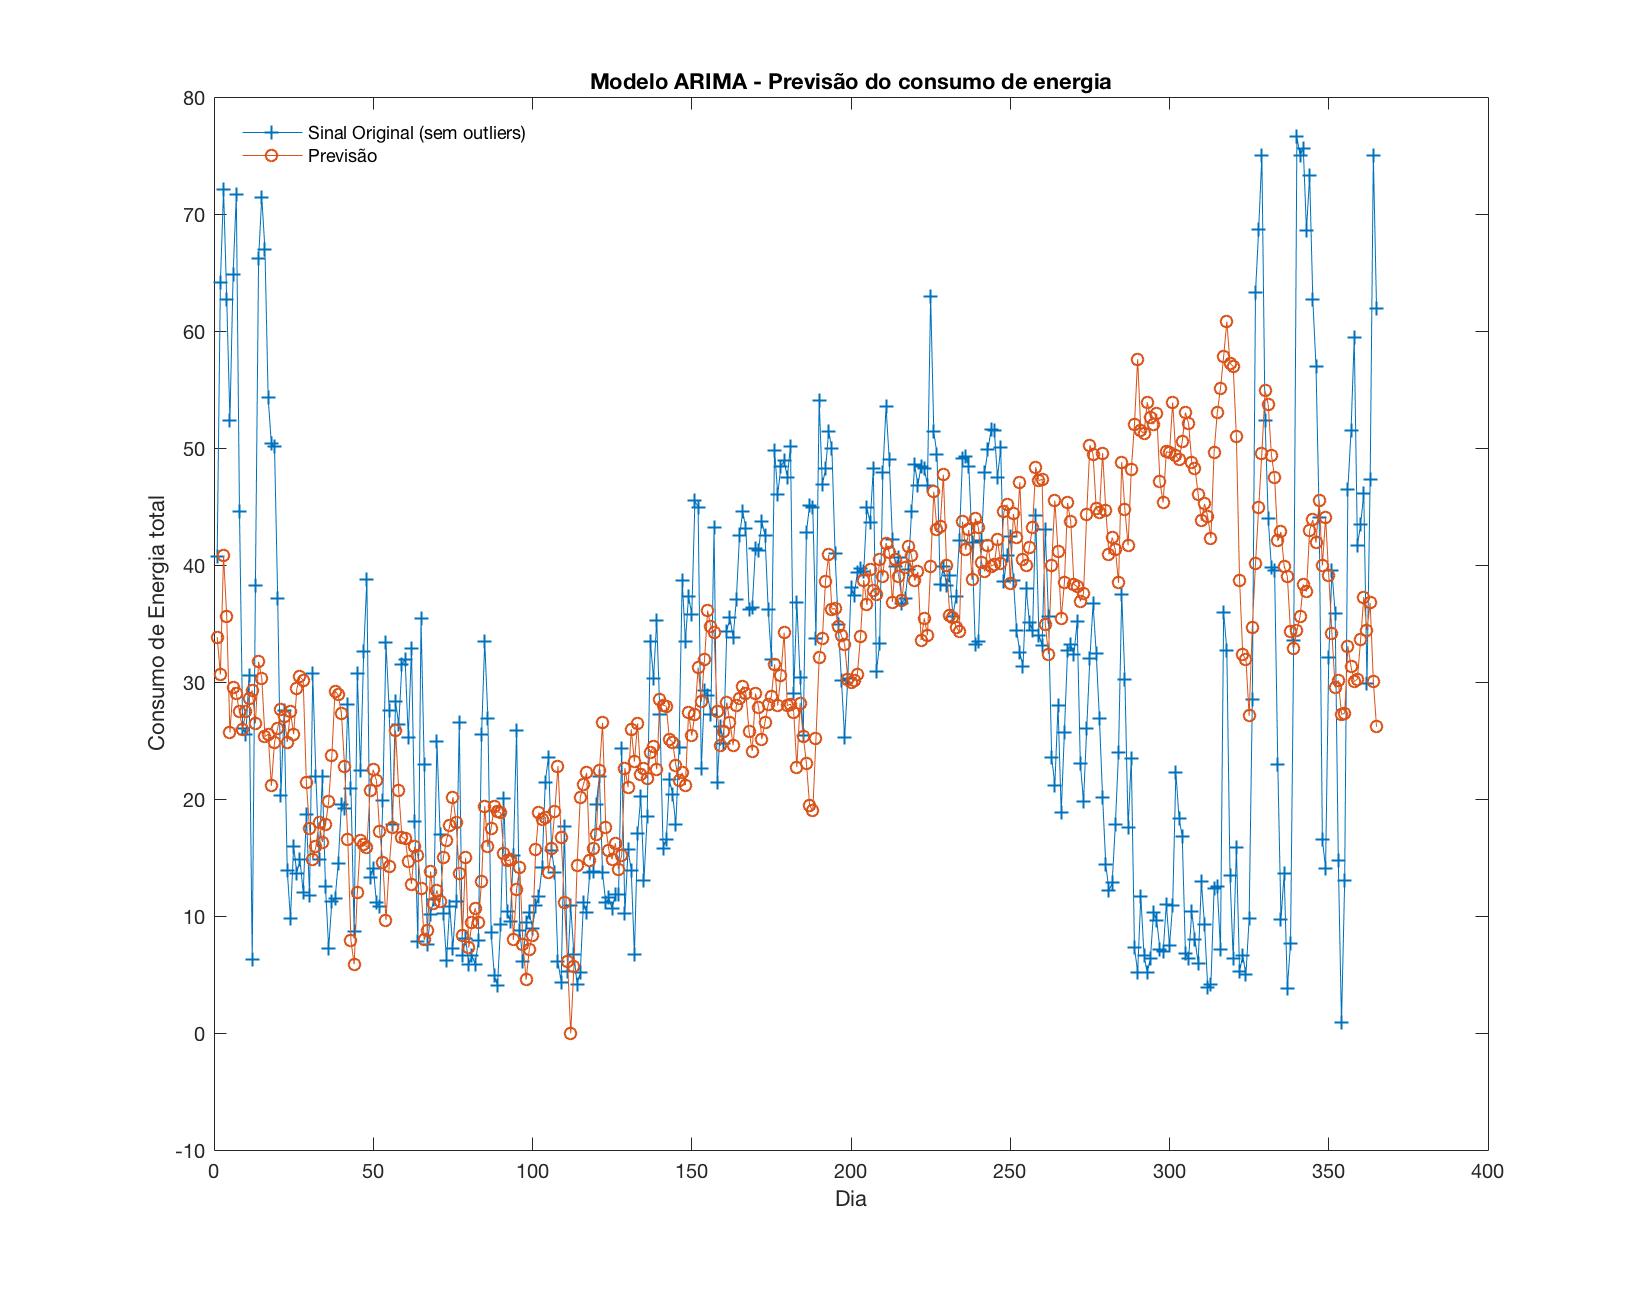 Modelo ARIMA - Previsão do consumo de energia
Sinal Original (sem outliers)
Previsão
80
70
60
50
40
30
20
10
0
-10
Consumo de Energia total
0 50 100 150 200 250 300 350 400
Dia